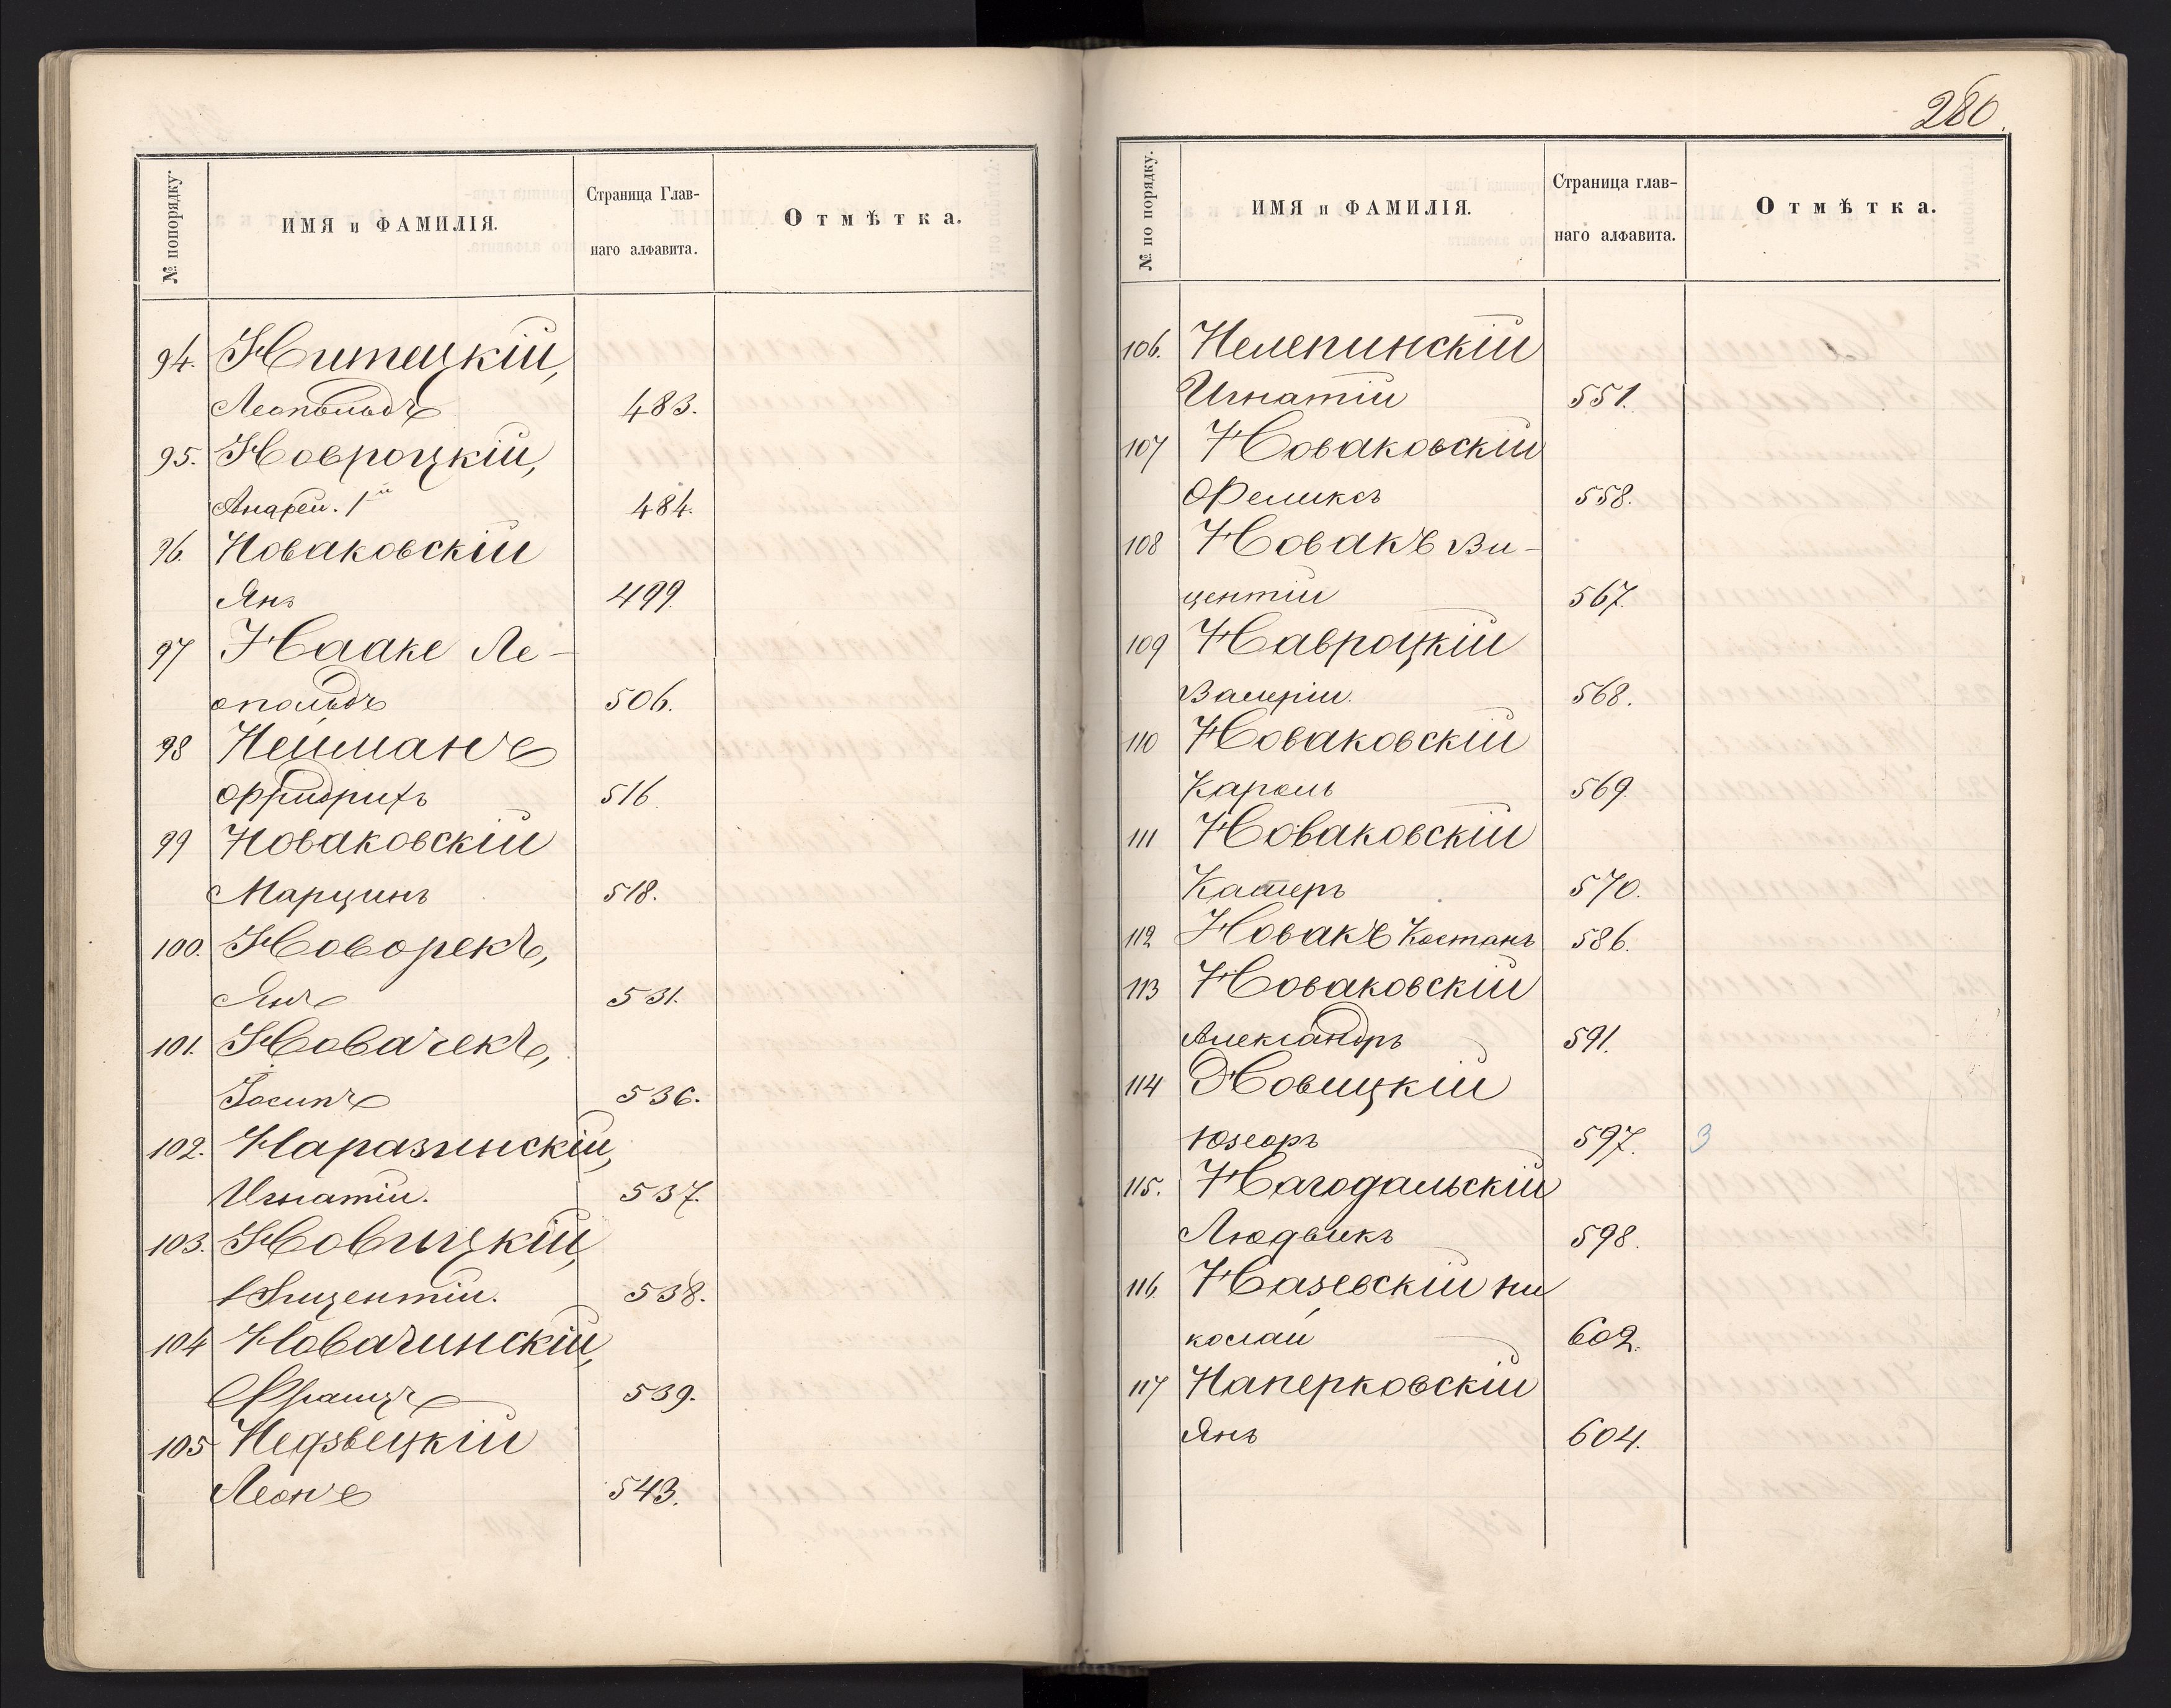 № попорядку.
ИМЯ и ФАМИЛІЯ.
Страница Глав-
наго алфавита.
Отмѣтка.
94. Нитецкій,
Леопольдъ 483.
95. Новроцкій,
Андрей. 1й 484.
96. Новаковскій
Янъ 499.
97 Нааке Ле-
опольдъ 506.
98 Нейманъ
Фридрихъ 516.
99 Новаковскій
Марцинъ 518.
100. Новорекъ,
Янъ 531.
101. Новачекъ,
Іосипъ 536.
102. Наразинскій,
Игнатій. 537.
103. Новицкій,
Вицентій. 538.
104 Новачинскій,
Францъ 539.
105 Недзвецкій
Леонъ 543.
280.
№ по порядку.
ИМЯ и ФАМИЛІЯ.
Страница глав-
наго алфавита.
Отмѣтка.
106. Нелепинскій
Игнатій 551.
107 Новаковскій
Феликсъ 558.
108 Новакъ Ви-
центій 567.
109 Навроцкій
Валерій. 568.
110 Новаковскій
Кароль 569.
111 Новаковскій
570.
112 Новакъ Костанъ 586.
113 Новаковскій
Александръ 591.
114 Новицкій
Юзефъ 597. 3
115. Нагодальскій
Людвикъ 598.
116. Назевскій Ни
колай 602.
117 Наперковскій
Янъ 604.